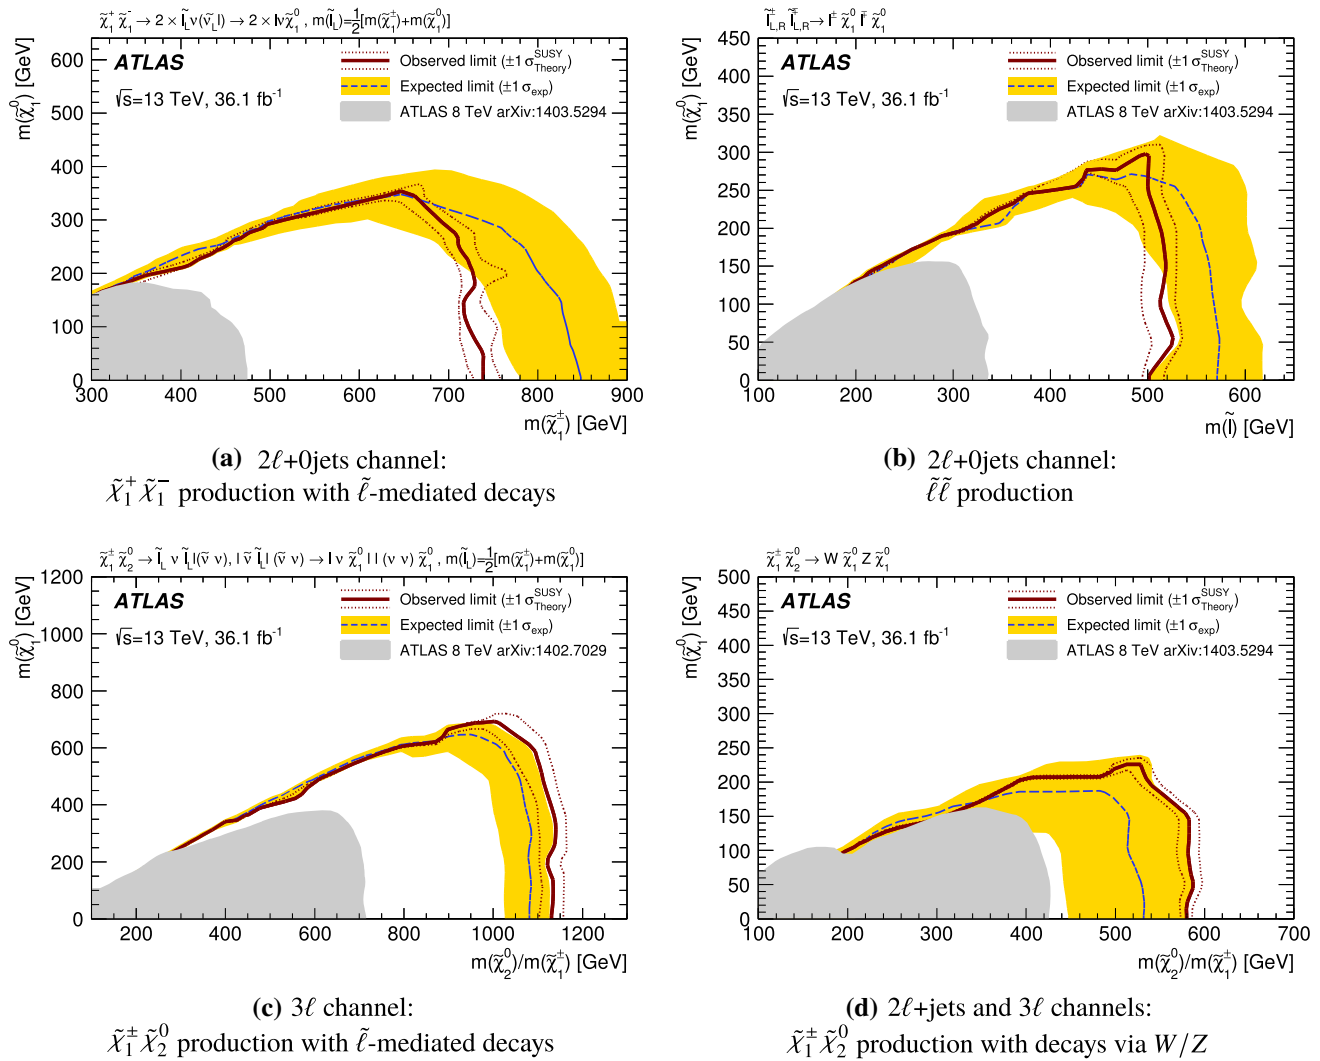 χ̃₁⁺ χ̃₁⁻ → 2 × l̃_L ν(ν̃_L l) → 2 × lνχ̃₁⁰ , m(l̃_L)=½[m(χ̃₁^±)+m(χ̃₁⁰)]
m(χ̃₁⁰) [GeV]
600
500
400
300
200
100
0
ATLAS
√s=13 TeV, 36.1 fb⁻¹
Observed limit (±1 σ_Theory^SUSY)
Expected limit (±1 σ_exp)
ATLAS 8 TeV arXiv:1403.5294
300 400 500 600 700 800 900
m(χ̃₁^±) [GeV]
(a) 2ℓ+0jets channel:
χ̃₁⁺ χ̃₁⁻ production with ℓ̃-mediated decays
l̃_L,R^± l̃_L,R^∓ → l^± χ̃₁⁰ l^∓ χ̃₁⁰
m(χ̃₁⁰) [GeV]
450
400
350
300
250
200
150
100
50
0
ATLAS
√s=13 TeV, 36.1 fb⁻¹
Observed limit (±1 σ_Theory^SUSY)
Expected limit (±1 σ_exp)
ATLAS 8 TeV arXiv:1403.5294
100 200 300 400 500 600
m(l̃) [GeV]
(b) 2ℓ+0jets channel:
ℓ̃ℓ̃ production
χ̃₁^± χ̃₂⁰ → l̃_L ν l̃_L l(ν̃ ν), l ν̃ l̃_L l (ν̃ ν) → l ν χ̃₁⁰ l l (ν ν) χ̃₁⁰ , m(l̃_L)=½[m(χ̃₁^±)+m(χ̃₁⁰)]
m(χ̃₁⁰) [GeV]
1200
1000
800
600
400
200
0
ATLAS
√s=13 TeV, 36.1 fb⁻¹
Observed limit (±1 σ_Theory^SUSY)
Expected limit (±1 σ_exp)
ATLAS 8 TeV arXiv:1402.7029
200 400 600 800 1000 1200
m(χ̃₂⁰)/m(χ̃₁^±) [GeV]
(c) 3ℓ channel:
χ̃₁^± χ̃₂⁰ production with ℓ̃-mediated decays
χ̃₁^± χ̃₂⁰ → W χ̃₁⁰ Z χ̃₁⁰
m(χ̃₁⁰) [GeV]
500
450
400
350
300
250
200
150
100
50
0
ATLAS
√s=13 TeV, 36.1 fb⁻¹
Observed limit (±1 σ_Theory^SUSY)
Expected limit (±1 σ_exp)
ATLAS 8 TeV arXiv:1403.5294
100 200 300 400 500 600 700
m(χ̃₂⁰)/m(χ̃₁^±) [GeV]
(d) 2ℓ+jets and 3ℓ channels:
χ̃₁^± χ̃₂⁰ production with decays via W/Z